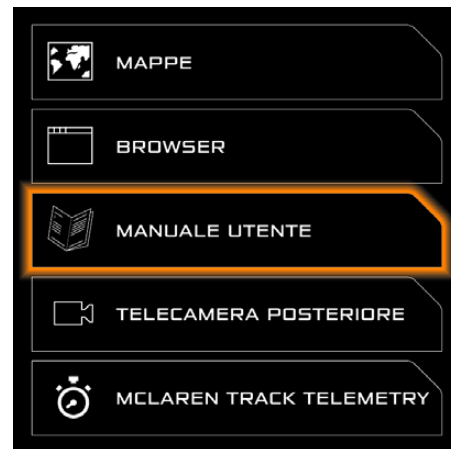 MAPPE
BROWSER
MANUALE UTENTE
TELECAMERA POSTERIORE
MCLAREN TRACK TELEMETRY